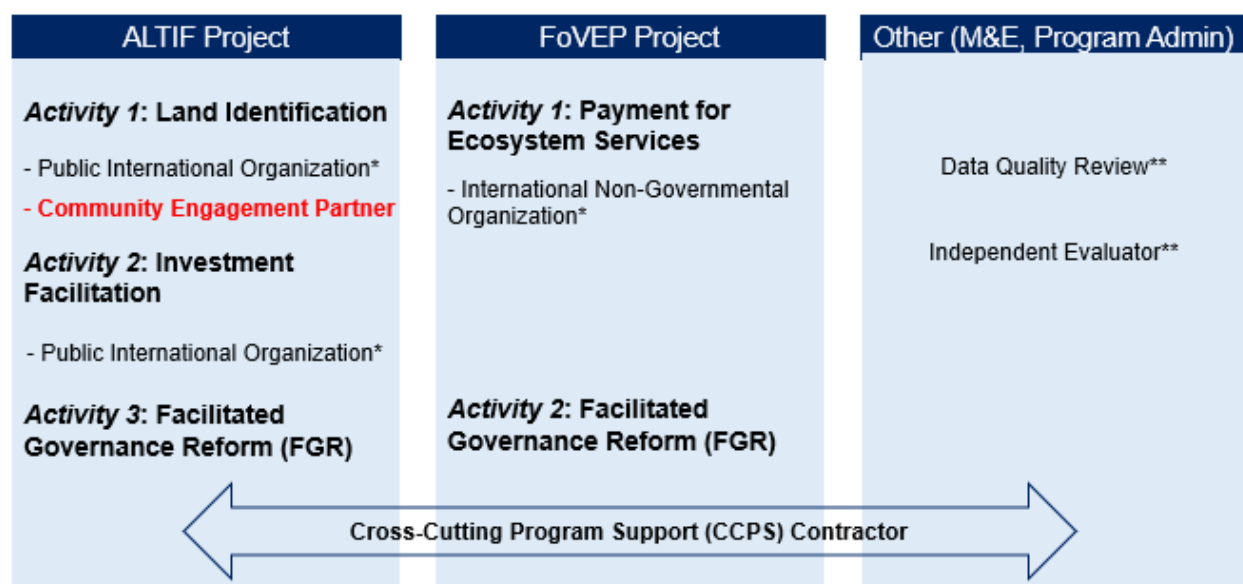 ALTIF Project
Activity 1: Land Identification
- Public International Organization*
- Community Engagement Partner
Activity 2: Investment
Facilitation
- Public International Organization*
Activity 3: Facilitated
Governance Reform (FGR)
FoVEP Project
Activity 1: Payment for
Ecosystem Services
- International Non-Governmental
Organization*
Activity 2: Facilitated
Governance Reform (FGR)
Other (M&E, Program Admin)
Data Quality Review**
Independent Evaluator**
Cross-Cutting Program Support (CCPS) Contractor